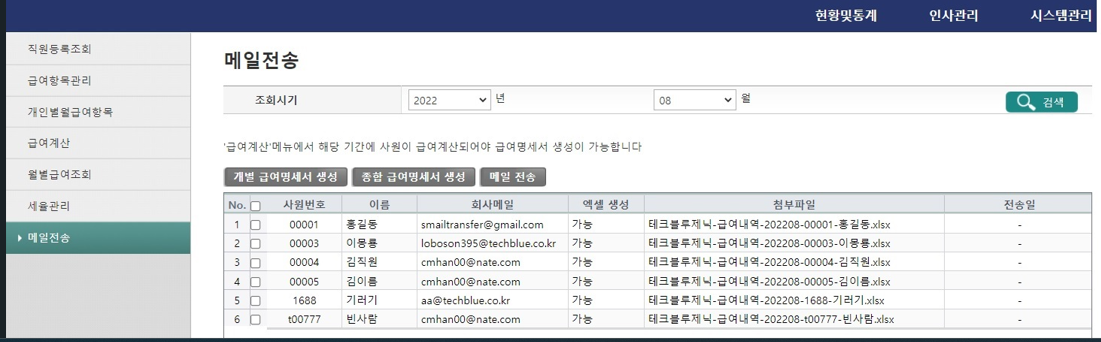 현황및통계 인사관리 시스템관리
직원등록조회
급여항목관리
개인별월급여항목
급여계산
월별급여조회
세율관리
메일전송
메일전송
조회시기 2022 년 08 월 검색
'급여계산'메뉴에서 해당 기간에 사원이 급여계산되어야 급여명세서 생성이 가능합니다
개별 급여명세서 생성 종합 급여명세서 생성 메일 전송
No. 사원번호 이름 회사메일 엑셀 생성 첨부파일 전송일
1 00001 홍길동 smailtransfer@gmail.com 가능 테크블루제닉-급여내역-202208-00001-홍길동.xlsx -
2 00003 이몽룡 loboson395@techblue.co.kr 가능 테크블루제닉-급여내역-202208-00003-이몽룡.xlsx -
3 00004 김직원 cmhan00@nate.com 가능 테크블루제닉-급여내역-202208-00004-김직원.xlsx -
4 00005 김이름 cmhan00@nate.com 가능 테크블루제닉-급여내역-202208-00005-김이름.xlsx -
5 1688 기러기 aa@techblue.co.kr 가능 테크블루제닉-급여내역-202208-1688-기러기.xlsx -
6 t00777 빈사람 cmhan00@nate.com 가능 테크블루제닉-급여내역-202208-t00777-빈사람.xlsx -